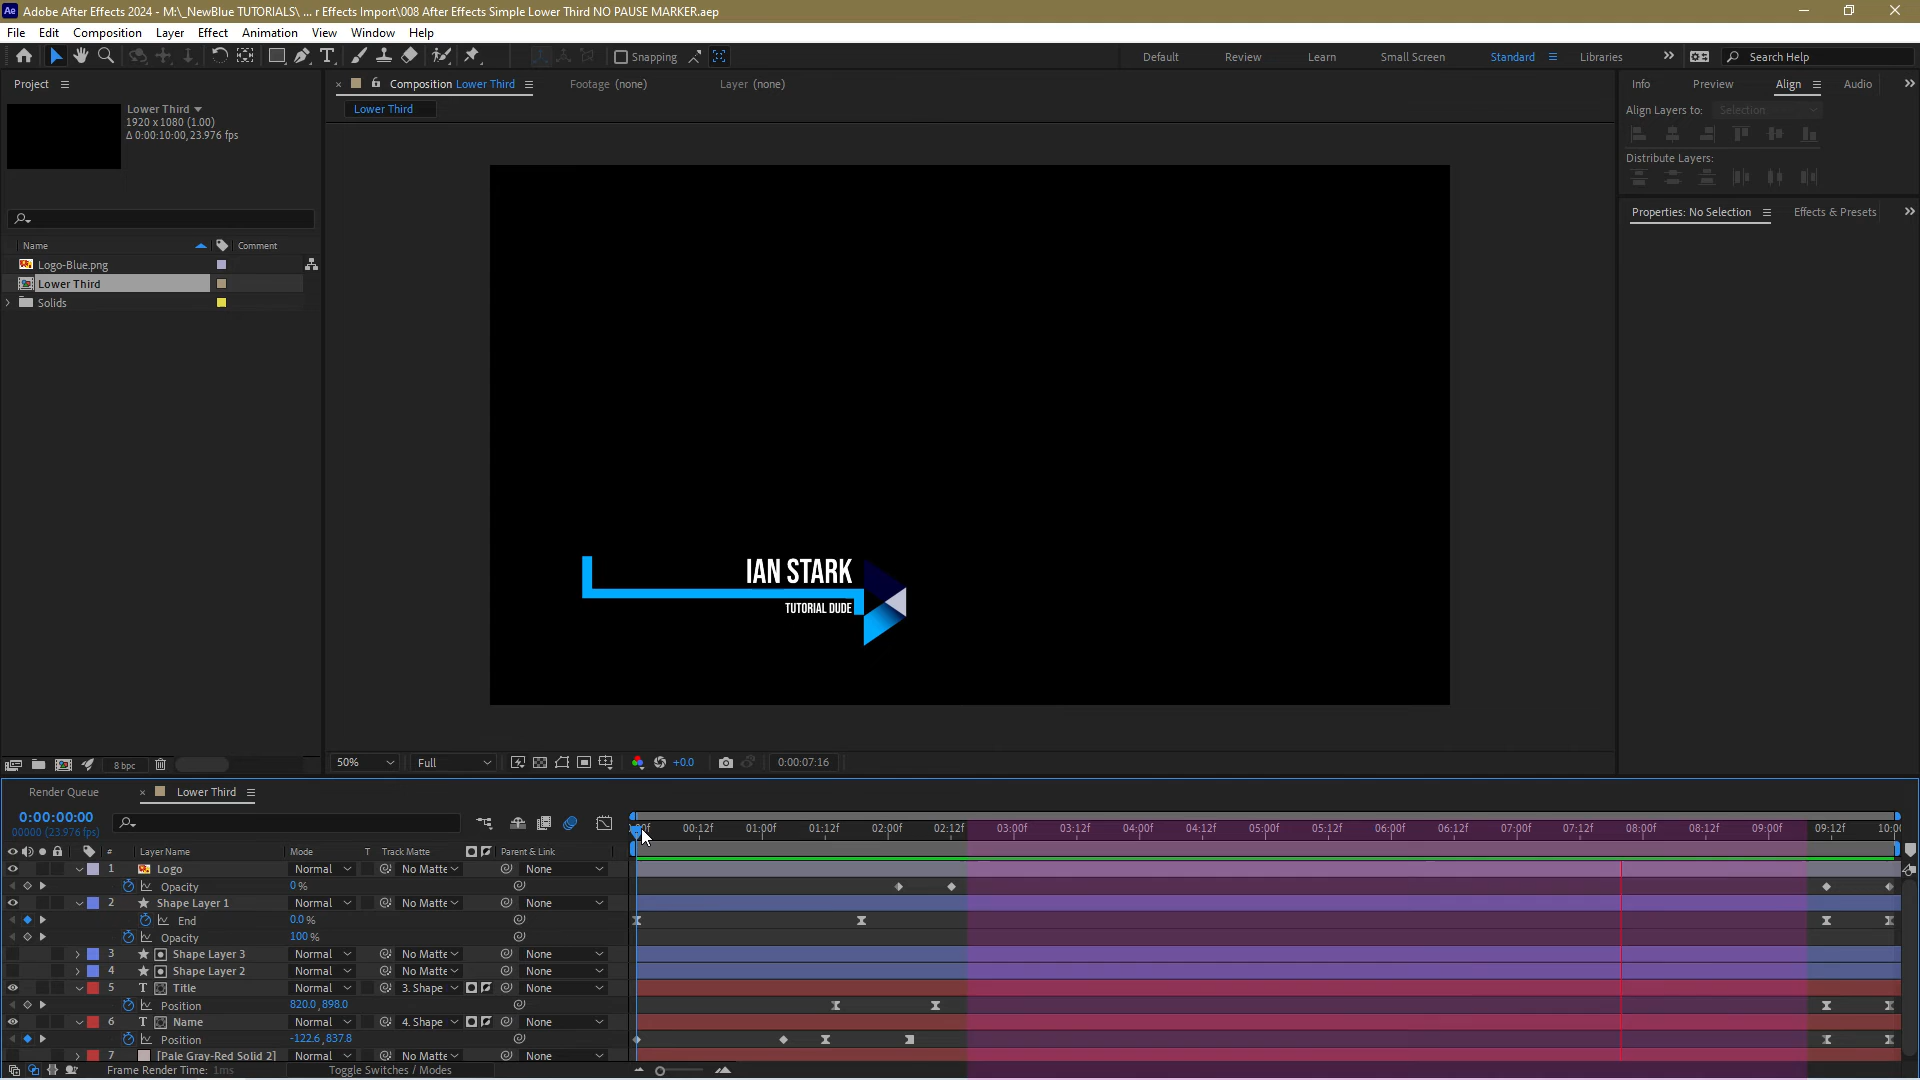 Adobe After Effects 2024 - M:\_NewBlue TUTORIALS\ ... r Effects Import\008 After Effects Simple Lower Third NO PAUSE MARKER.aep
File Edit Composition Layer Effect Animation View Window Help
Snapping Default Review Learn Small Screen Standard Libraries Search Help
Project
Composition Lower Third Footage (none) Layer (none)
Info Preview Align Audio
Lower Third
1920 x 1080 (1.00)
Δ 0:00:10:00, 23.976 fps
Lower Third
Align Layers to: Selection
Distribute Layers:
Properties: No Selection Effects & Presets
Name Comment
Logo-Blue.png
Lower Third
Solids
IAN STARK
TUTORIAL DUDE
8 bpc
50% Full +0.0 0:00:07:16
Render Queue Lower Third
0:00:00:00
00000 (23.976 fps)
00:12f 01:00f 01:12f 02:00f 02:12f 03:00f 03:12f 04:00f 04:12f 05:00f 05:12f 06:00f 06:12f 07:00f 07:12f 08:00f 08:12f 09:00f 09:12f 10:0
# Layer Name Mode T Track Matte Parent & Link
1 Logo Normal No Matte None
Opacity 0 %
2 Shape Layer 1 Normal No Matte None
End 0.0 %
Opacity 100 %
3 Shape Layer 3 Normal No Matte None
4 Shape Layer 2 Normal No Matte None
5 T Title Normal 3. Shape None
Position 820.0, 898.0
6 T Name Normal 4. Shape None
Position -122.6, 837.8
7 [Pale Gray-Red Solid 2] Normal No Matte None
Frame Render Time: 1ms Toggle Switches / Modes